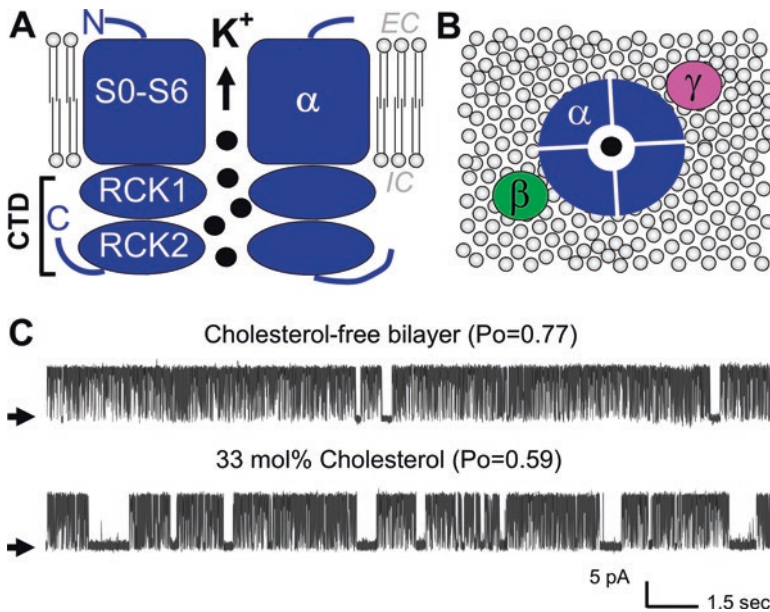 A
N
K+
EC
S0-S6
α
IC
CTD
RCK1
C
RCK2
B
α
γ
β
C
Cholesterol-free bilayer (Po=0.77)
33 mol% Cholesterol (Po=0.59)
5 pA
1.5 sec